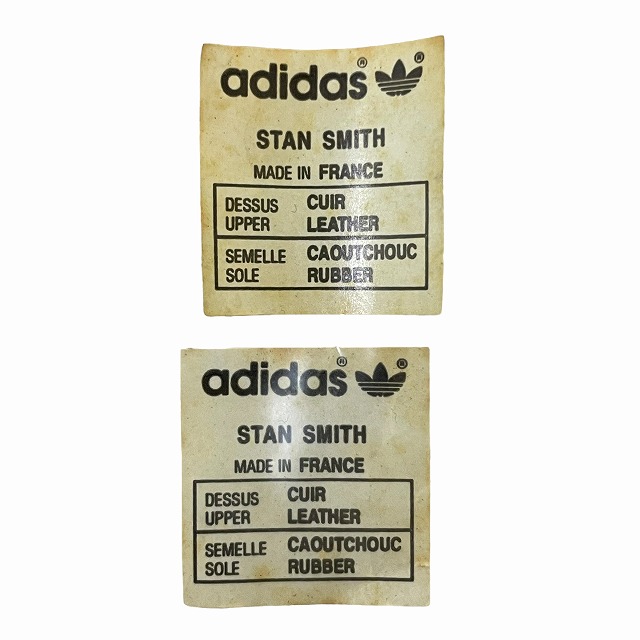 adidas® ®
STAN SMITH
MADE IN FRANCE
DESSUS CUIR
UPPER LEATHER
SEMELLE CAOUTCHOUC
SOLE RUBBER
adidas® ®
STAN SMITH
MADE IN FRANCE
DESSUS CUIR
UPPER LEATHER
SEMELLE CAOUTCHOUC
SOLE RUBBER